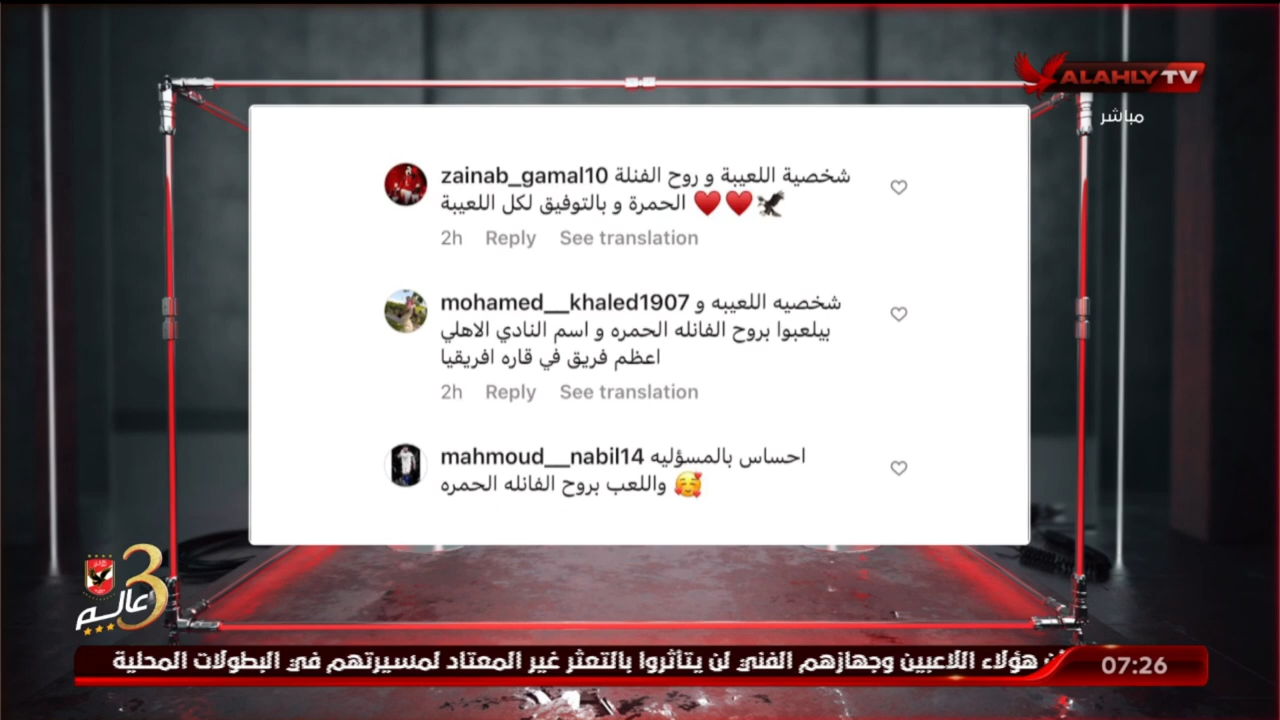 ALAHLY TV
مباشر
zainab_gamal10 شخصية اللعيبة و روح الفنلة
الحمرة و بالتوفيق لكل اللعيبة ❤️❤️🦅
2h Reply See translation
mohamed__khaled1907 شخصيه اللعيبه و
بيلعبوا بروح الفانله الحمره و اسم النادي الاهلي
اعظم فريق في قاره افريقيا
2h Reply See translation
mahmoud__nabil14 احساس بالمسؤليه
واللعب بروح الفانله الحمره 🥰
3 عالم
هؤلاء اللاعبين وجهازهم الفني لن يتأثروا بالتعثر غير المعتاد لمسيرتهم في البطولات المحلية
07:26